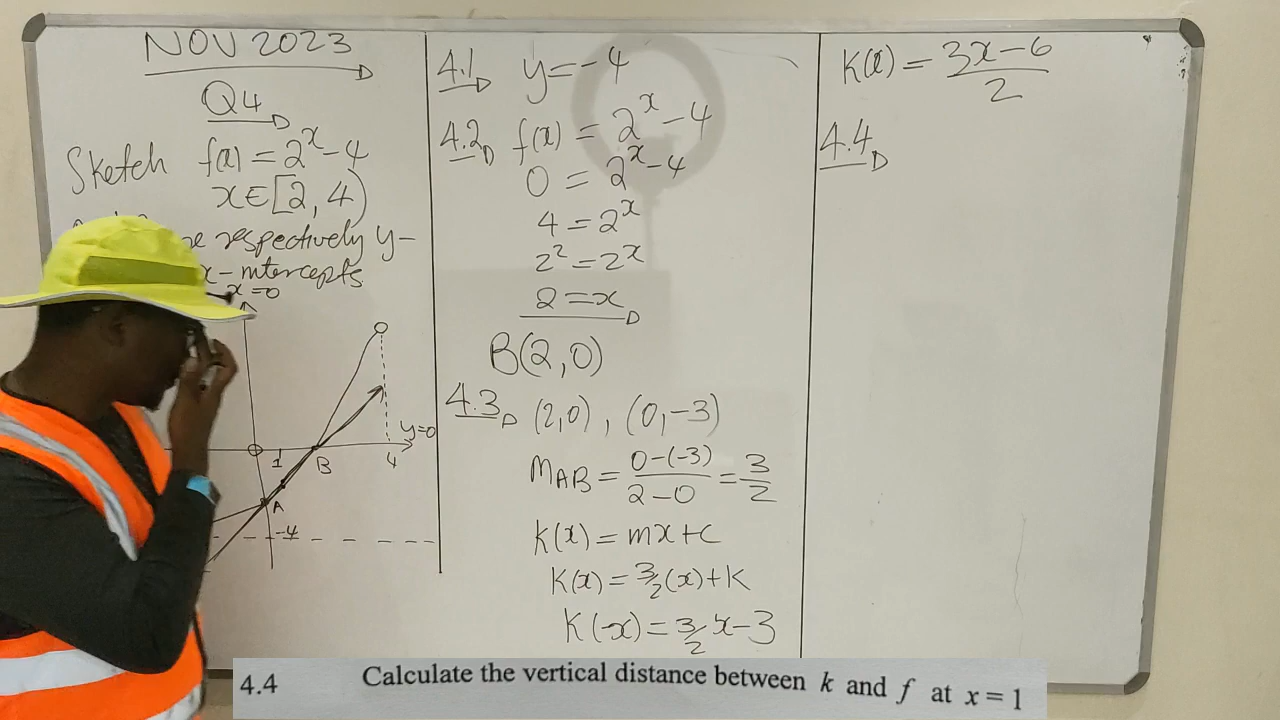 NOV 2023
Q4
Sketch f(x) = 2^x - 4
x ∈ [2, 4)
respectively y-
x-intercepts
x=0
y=0
1
B
4
A
-4
4.1 y = -4
4.2 f(x) = 2^x - 4
0 = 2^x - 4
4 = 2^x
2^2 = 2^x
2 = x
B(2,0)
4.3 (2,0), (0,-3)
MAB = 0-(-3)/2-0 = 3/2
K(x) = mx+c
K(x) = 3/2(x)+K
K(-x) = 3/2 x - 3
K(x) = 3x-6/2
4.4
4.4 Calculate the vertical distance between k and f at x = 1